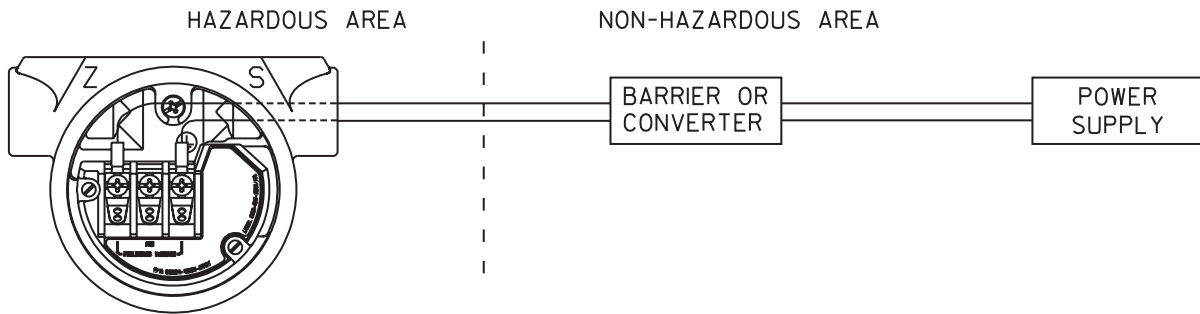 HAZARDOUS AREA
NON-HAZARDOUS AREA
Z
S
BARRIER OR
CONVERTER
POWER
SUPPLY